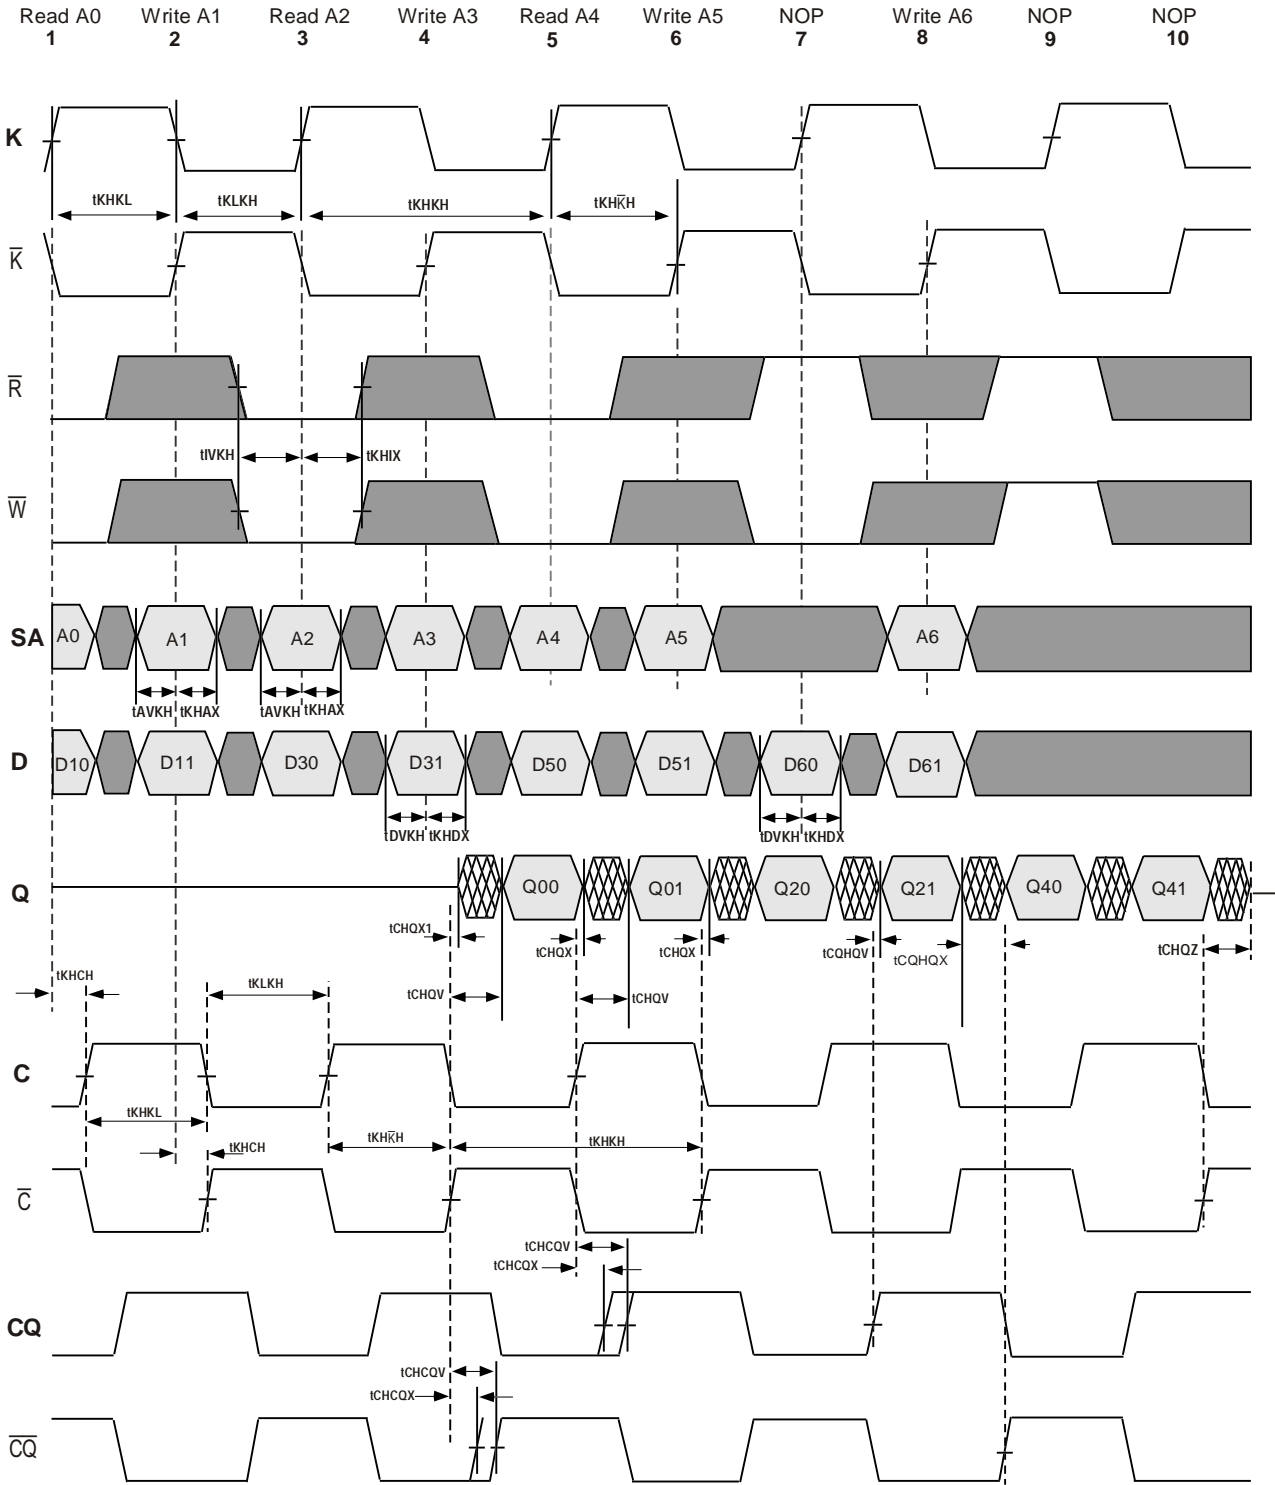 Read A0 Write A1 Read A2 Write A3 Read A4 Write A5 NOP Write A6 NOP NOP
1 2 3 4 5 6 7 8 9 10
K
tKHKL tKLKH tKHKH tKHK̅H
K̅
R̅
tIVKH tKHIX
W̅
SA A0 A1 A2 A3 A4 A5 A6
tAVKH tKHAX tAVKH tKHAX
D D10 D11 D30 D31 D50 D51 D60 D61
tDVKH tKHDX tDVKH tKHDX
Q Q00 Q01 Q20 Q21 Q40 Q41
tCHQX1 tCHQX tCHQX tCQHQV tCQHQX tCHQZ
tKHCH tKLKH tCHQV tCHQV
C
tKHKL tKHCH tKHK̅H tKHKH
C̅
tCHCQV
tCHCQX
CQ
tCHCQV
tCHCQX
C̅Q̅